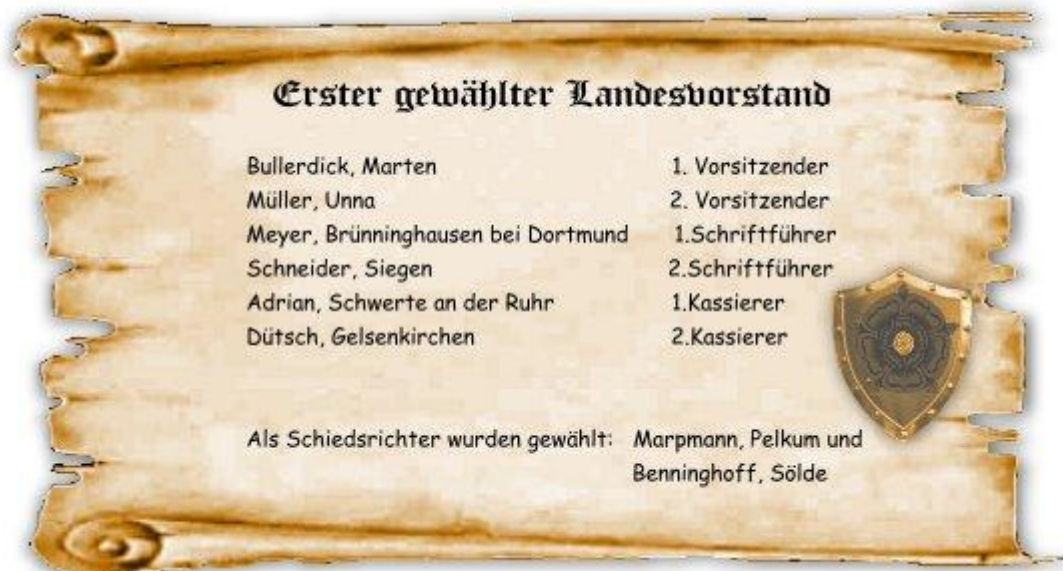 Erster gewählter Landesvorstand
Bullerdick, Marten 1. Vorsitzender
Müller, Unna 2. Vorsitzender
Meyer, Brünninghausen bei Dortmund 1.Schriftführer
Schneider, Siegen 2.Schriftführer
Adrian, Schwerte an der Ruhr 1.Kassierer
Dütsch, Gelsenkirchen 2.Kassierer
Als Schiedsrichter wurden gewählt: Marpmann, Pelkum und
Benninghoff, Sölde